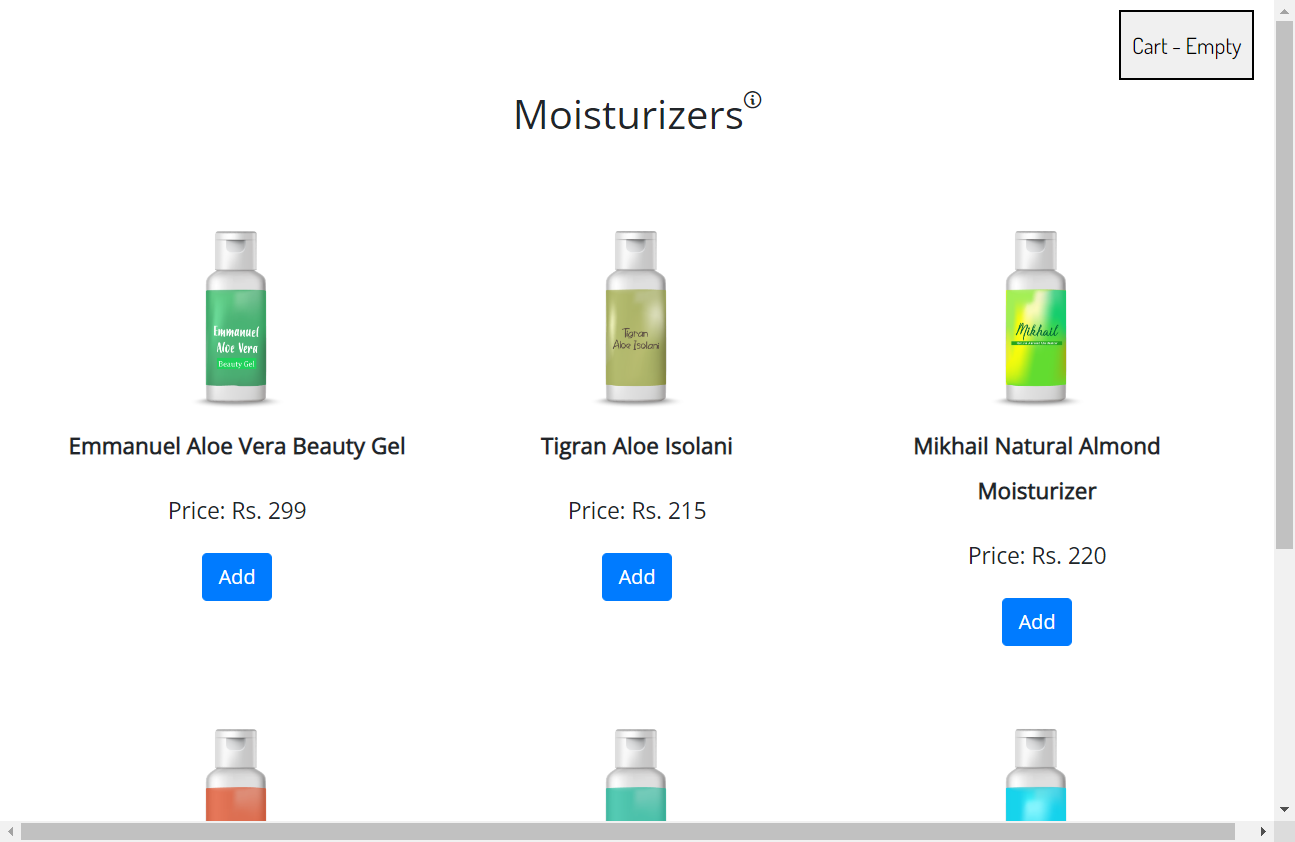 Cart - Empty
Moisturizers
Emmanuel
Aloe Vera
Beauty Gel
Tigran
Aloe Isolani
Mikhail
Emmanuel Aloe Vera Beauty Gel
Tigran Aloe Isolani
Mikhail Natural Almond
Moisturizer
Price: Rs. 299
Price: Rs. 215
Price: Rs. 220
Add
Add
Add